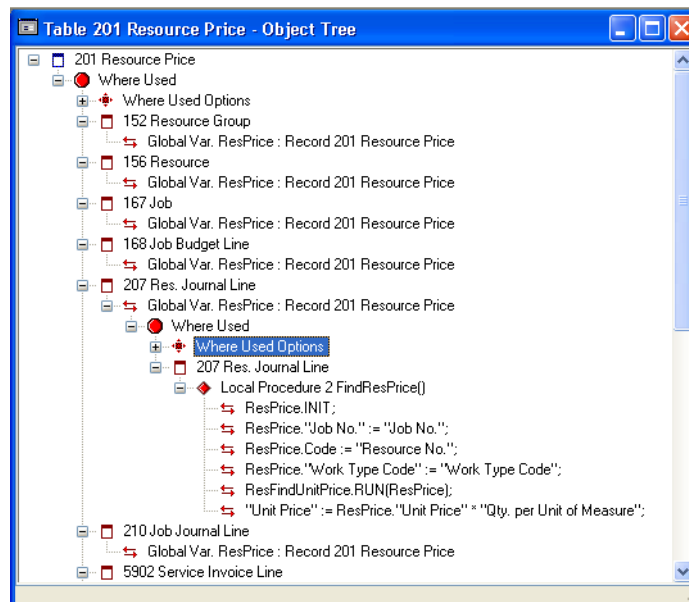 Table 201 Resource Price - Object Tree
201 Resource Price
Where Used
Where Used Options
152 Resource Group
Global Var. ResPrice : Record 201 Resource Price
156 Resource
Global Var. ResPrice : Record 201 Resource Price
167 Job
Global Var. ResPrice : Record 201 Resource Price
168 Job Budget Line
Global Var. ResPrice : Record 201 Resource Price
207 Res. Journal Line
Global Var. ResPrice : Record 201 Resource Price
Where Used
Where Used Options
207 Res. Journal Line
Local Procedure 2 FindResPrice()
ResPrice.INIT;
ResPrice."Job No." := "Job No.";
ResPrice.Code := "Resource No.";
ResPrice."Work Type Code" := "Work Type Code";
ResFindUnitPrice.RUN(ResPrice);
"Unit Price" := ResPrice."Unit Price" * "Qty. per Unit of Measure";
210 Job Journal Line
Global Var. ResPrice : Record 201 Resource Price
5902 Service Invoice Line